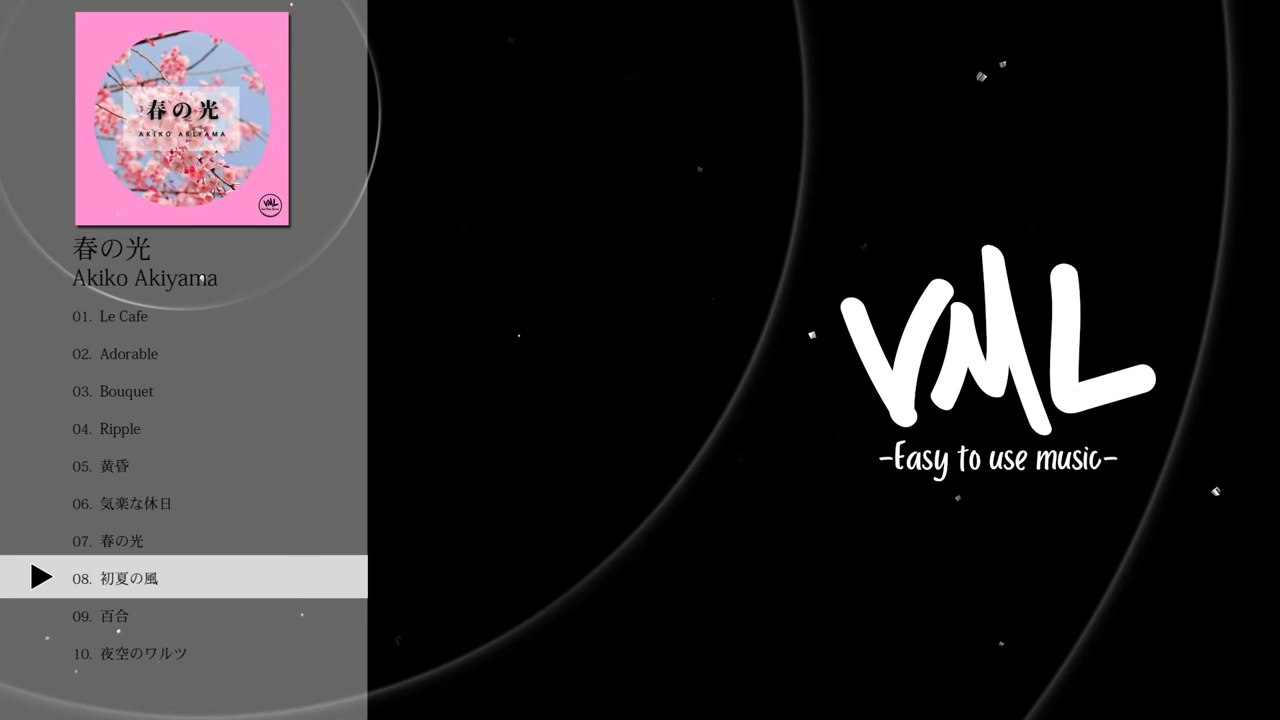 春の光
AKIKO AKIYAMA
VML
春の光
Akiko Akiyama
01. Le Cafe
02. Adorable
03. Bouquet
04. Ripple
05. 黄昏
06. 気楽な休日
07. 春の光
08. 初夏の風
09. 百合
10. 夜空のワルツ
VML
-Easy to use music-